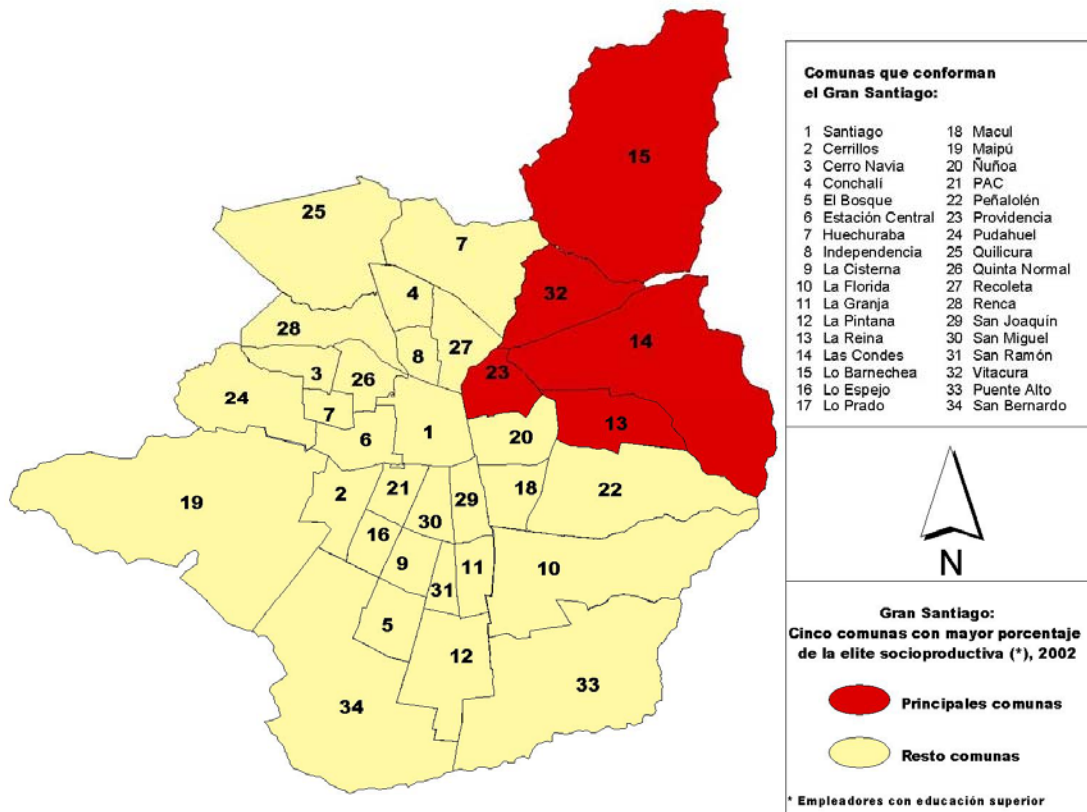 15
25
7
32
4
28
14
27
8
23
3
26
24
7
13
6
1
20
19
2
21
29
18
22
30
16
9
11
10
31
5
12
33
34
Comunas que conforman
el Gran Santiago:
1 Santiago
2 Cerrillos
3 Cerro Navia
4 Conchalí
5 El Bosque
6 Estación Central
7 Huechuraba
8 Independencia
9 La Cisterna
10 La Florida
11 La Granja
12 La Pintana
13 La Reina
14 Las Condes
15 Lo Barnechea
16 Lo Espejo
17 Lo Prado
18 Macul
19 Maipú
20 Ñuñoa
21 PAC
22 Peñalolén
23 Providencia
24 Pudahuel
25 Quilicura
26 Quinta Normal
27 Recoleta
28 Renca
29 San Joaquín
30 San Miguel
31 San Ramón
32 Vitacura
33 Puente Alto
34 San Bernardo
N
Gran Santiago:
Cinco comunas con mayor porcentaje
de la elite socioproductiva (*), 2002
Principales comunas
Resto comunas
* Empleadores con educación superior